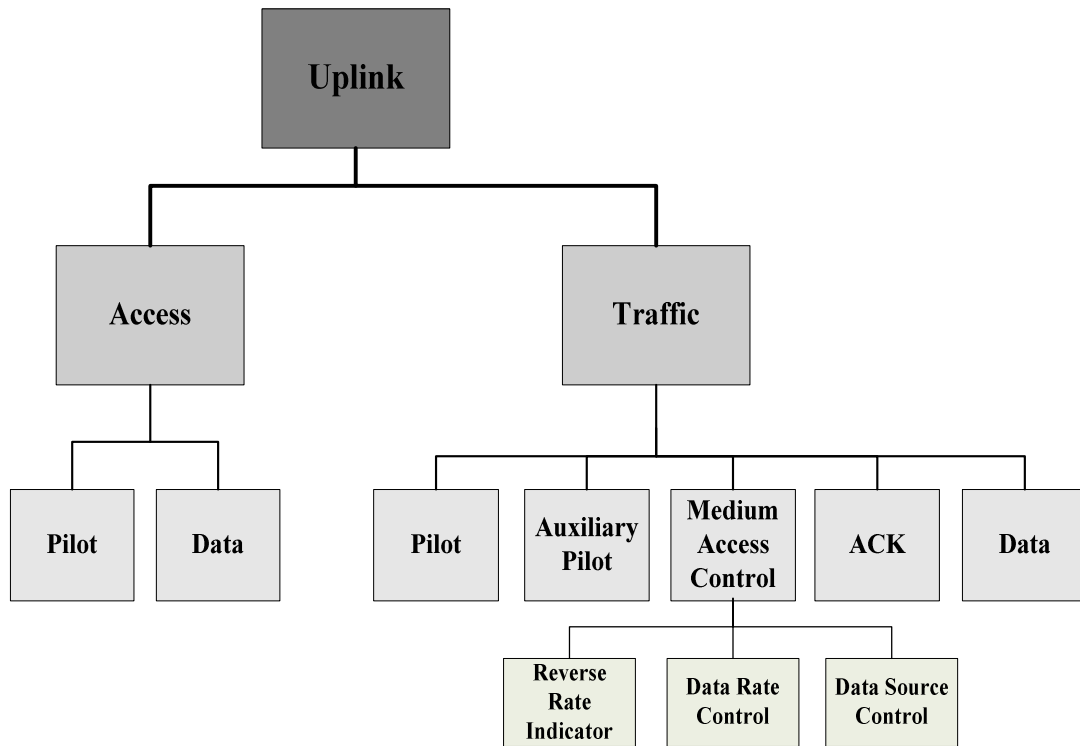 Uplink
Access
Traffic
Pilot
Data
Pilot
Auxiliary
Pilot
Medium
Access
Control
ACK
Data
Reverse
Rate
Indicator
Data Rate
Control
Data Source
Control